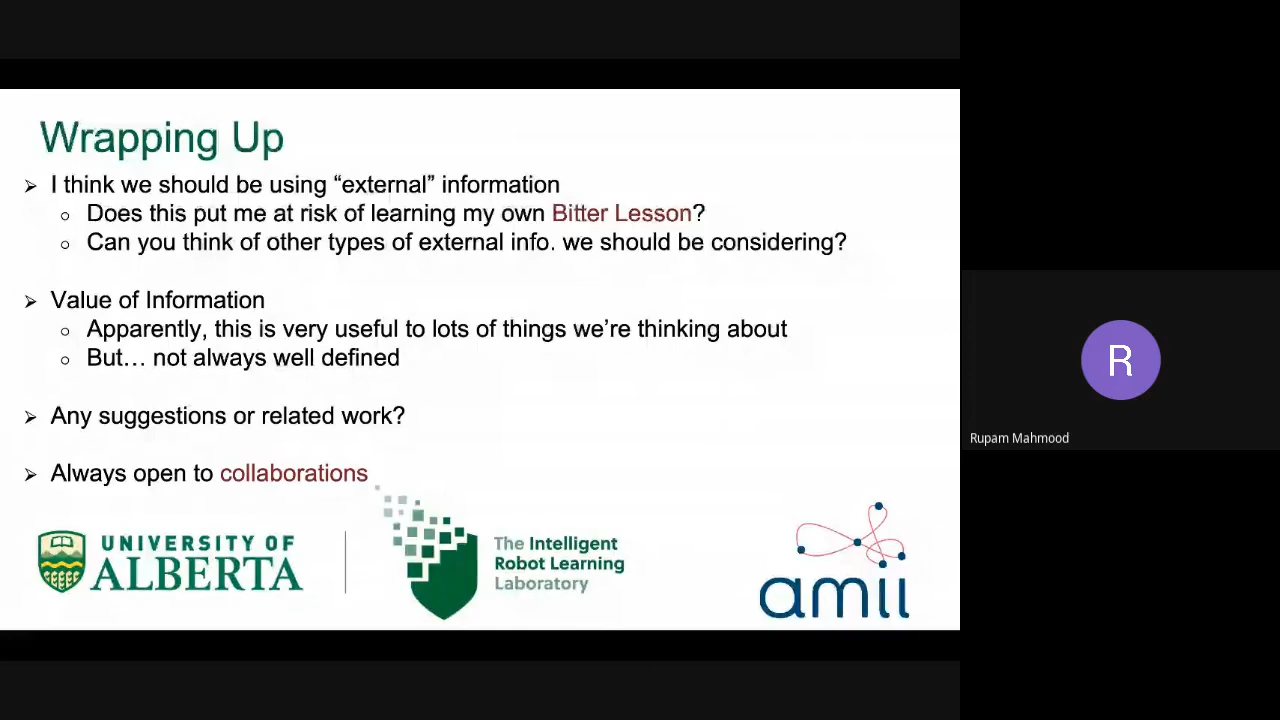 Wrapping Up
➢ I think we should be using “external” information
○ Does this put me at risk of learning my own Bitter Lesson?
○ Can you think of other types of external info. we should be considering?
➢ Value of Information
○ Apparently, this is very useful to lots of things we’re thinking about
○ But… not always well defined
➢ Any suggestions or related work?
➢ Always open to collaborations
UNIVERSITY OF
ALBERTA
The Intelligent
Robot Learning
Laboratory
amii
R
Rupam Mahmood